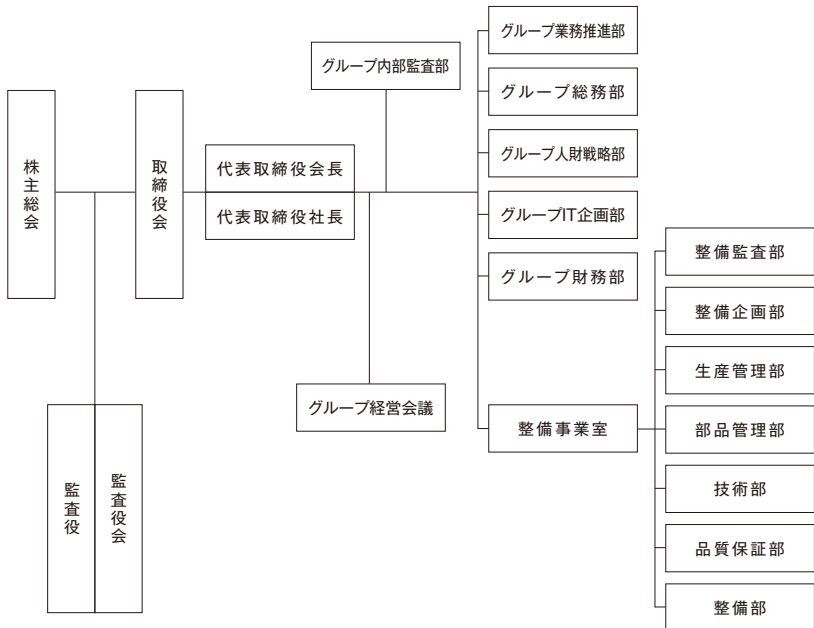 株主総会
監査役
監査役会
取締役会
代表取締役会長
代表取締役社長
グループ内部監査部
グループ経営会議
グループ業務推進部
グループ総務部
グループ人財戦略部
グループIT企画部
グループ財務部
整備事業室
整備監査部
整備企画部
生産管理部
部品管理部
技術部
品質保証部
整備部